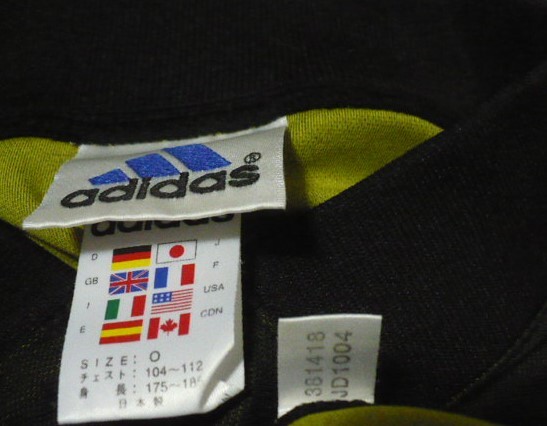 adidas®
adidas
D J
GB F
I USA
E CDN
SIZE: O
チェスト: 104～112
身 長: 175～185
日本製
381418
JD1004